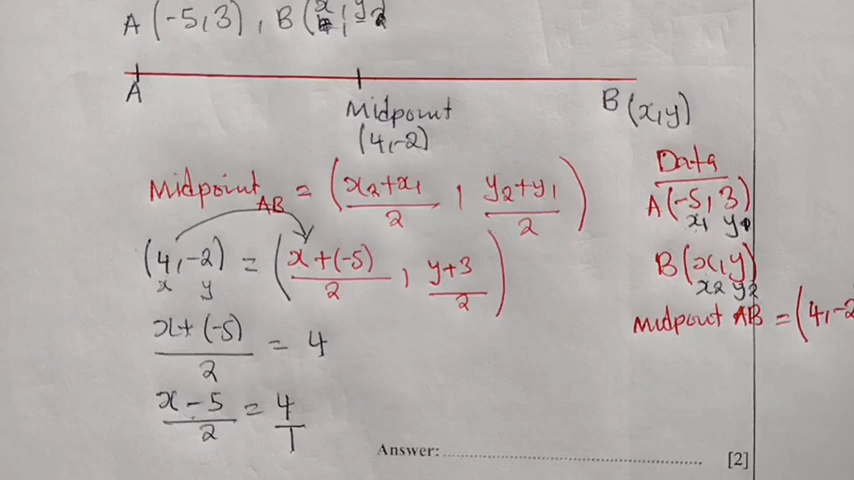 A (-5, 3), B (x, y
A
Midpoint
(4, -2)
B (x, y)
Midpoint AB = (x2+x1/2 , y2+y1/2)
(4, -2) = (x+(-5)/2 , y+3/2)
x y
x+(-5)/2 = 4
x-5/2 = 4/1
Data
A (-5, 3)
x1 y1
B (x, y)
x2 y2
Midpoint AB = (4, -2
Answer: ........................................ [2]